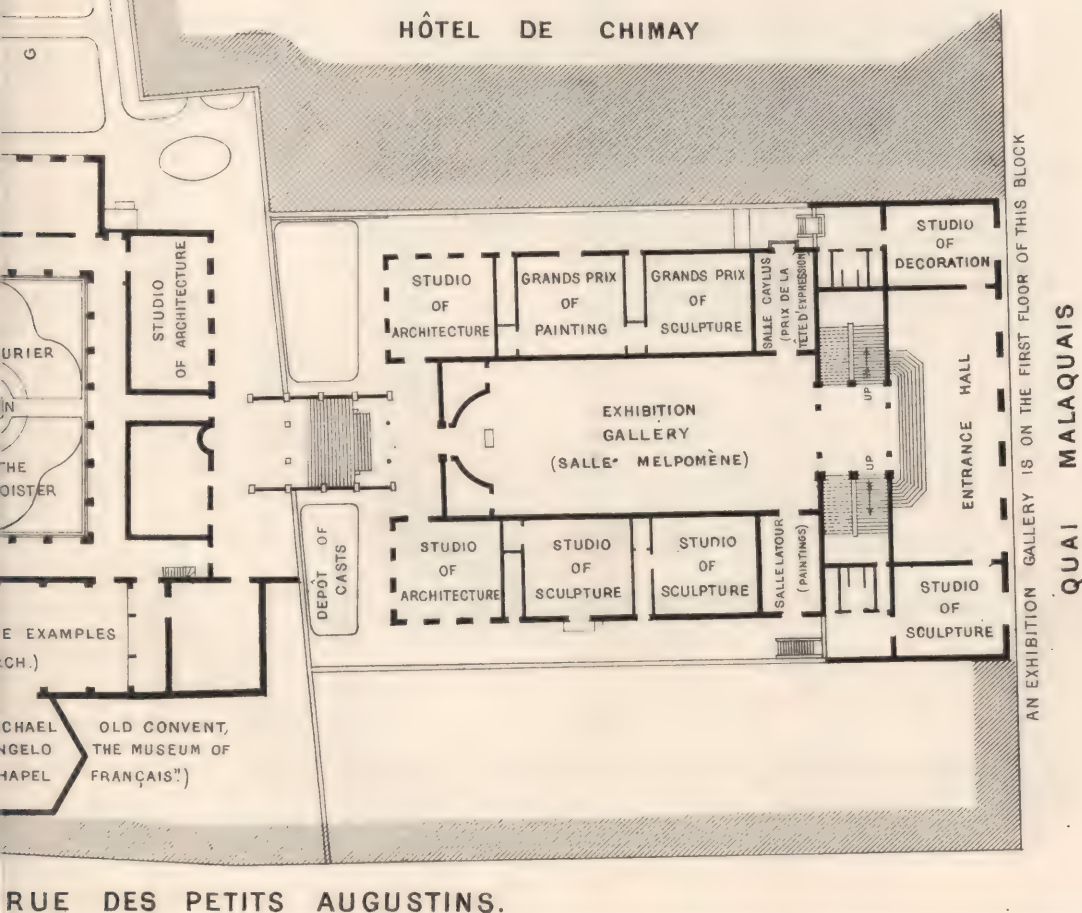 HÔTEL DE CHIMAY
G
STUDIO
OF ARCHITECTURE
STUDIO
OF
ARCHITECTURE
GRANDS PRIX
OF
PAINTING
GRANDS PRIX
OF
SCULPTURE
SALLE CAYLUS
(PRIX DE LA
TÊTE D'EXPRESSION
STUDIO
OF
DECORATION
URIER
N
THE
OISTER
EXHIBITION
GALLERY
(SALLE MELPOMÈNE)
UP
UP
ENTRANCE HALL
DEPÔT OF
CASTS
STUDIO
OF
ARCHITECTURE
STUDIO
OF
SCULPTURE
STUDIO
OF
SCULPTURE
SALLE LATOUR
(PAINTINGS)
STUDIO
OF
SCULPTURE
E EXAMPLES
CH.)
CHAEL
NGELO
HAPEL
OLD CONVENT,
THE MUSEUM OF
FRANÇAIS".)
AN EXHIBITION GALLERY IS ON THE FIRST FLOOR OF THIS BLOCK
QUAI MALAQUAIS
RUE DES PETITS AUGUSTINS.